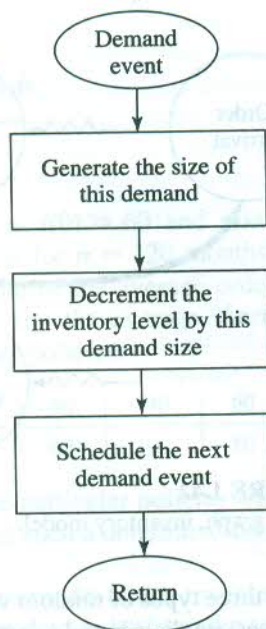 Demand
event
Generate the size of
this demand
Decrement the
inventory level by this
demand size
Schedule the next
demand event
Return